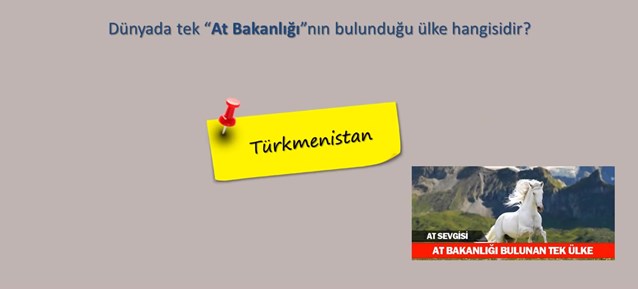 Dünyada tek “At Bakanlığı”nın bulunduğu ülke hangisidir?
Türkmenistan
AT SEVGİSİ
AT BAKANLIĞI BULUNAN TEK ÜLKE